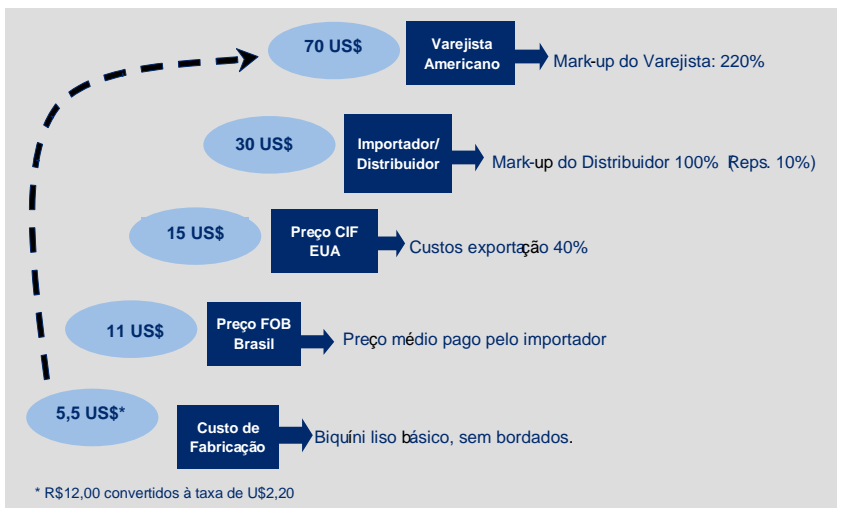 70 US$
Varejista
Americano
Mark-up do Varejista: 220%
30 US$
Importador/
Distribuidor
Mark-up do Distribuidor 100% (Reps. 10%)
15 US$
Preço CIF
EUA
Custos exportação 40%
11 US$
Preço FOB
Brasil
Preço médio pago pelo importador
5,5 US$*
Custo de
Fabricação
Biquíni liso básico, sem bordados.
* R$12,00 convertidos à taxa de U$2,20